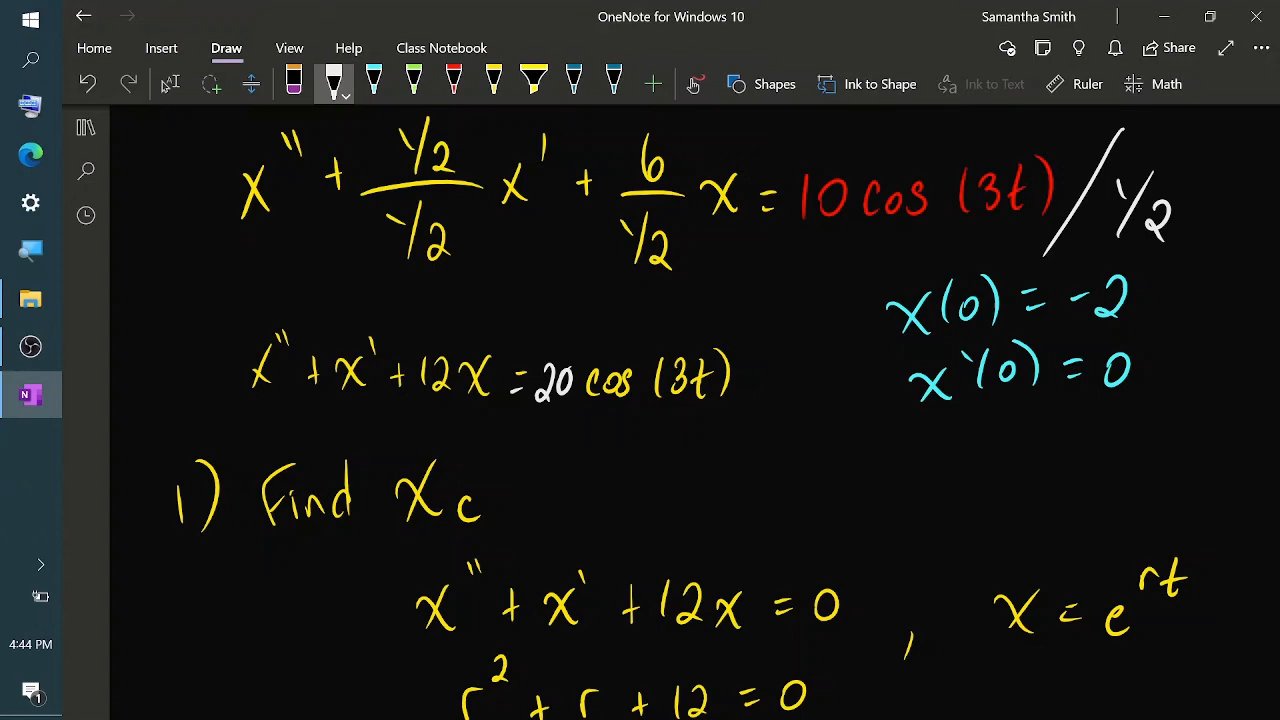 OneNote for Windows 10
Samantha Smith
Home Insert Draw View Help Class Notebook
Share
Shapes Ink to Shape Ink to Text Ruler Math
x'' + (1/2)/(1/2) x' + 6/(1/2) x = 10 cos (3t) / 1/2
x(0) = -2
x'(0) = 0
x'' + x' + 12x = 20 cos (3t)
1) Find Xc
x'' + x' + 12x = 0 , x = e^rt
r^2 + r + 12 = 0
4:44 PM
1